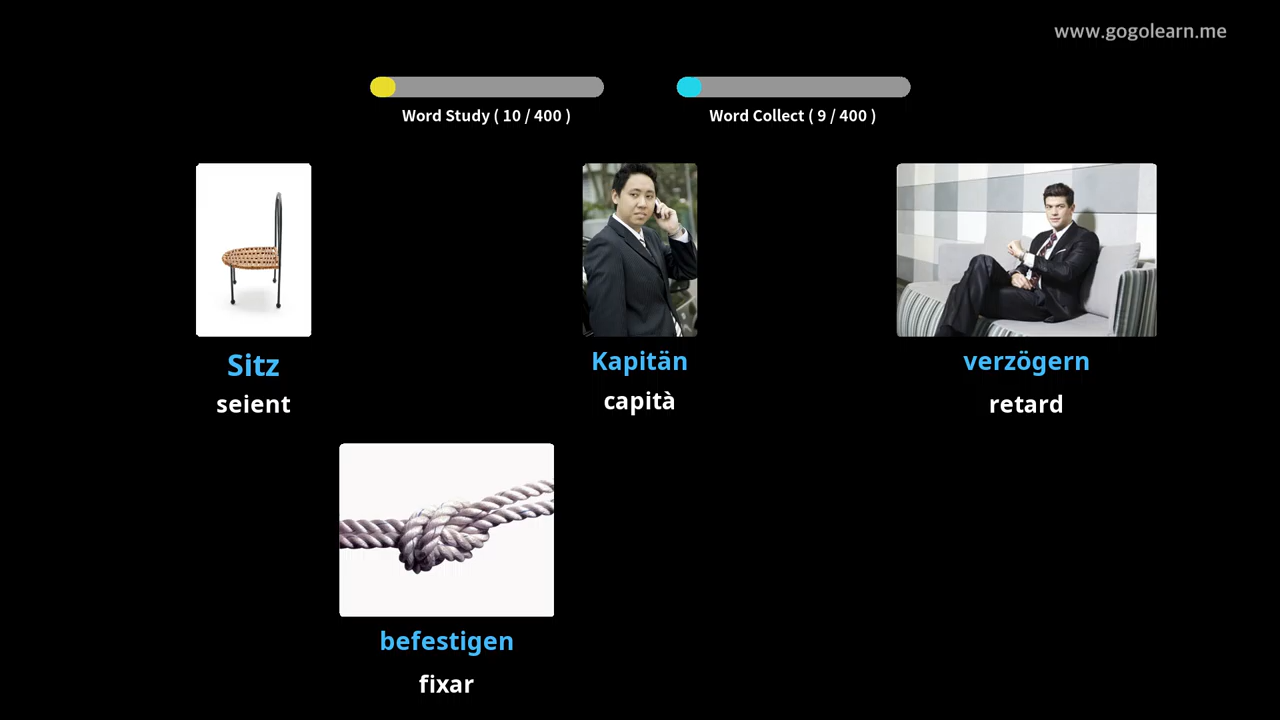 www.gogolearn.me
Word Study ( 10 / 400 )
Word Collect ( 9 / 400 )
Sitz
seient
Kapitän
capità
verzögern
retard
befestigen
fixar